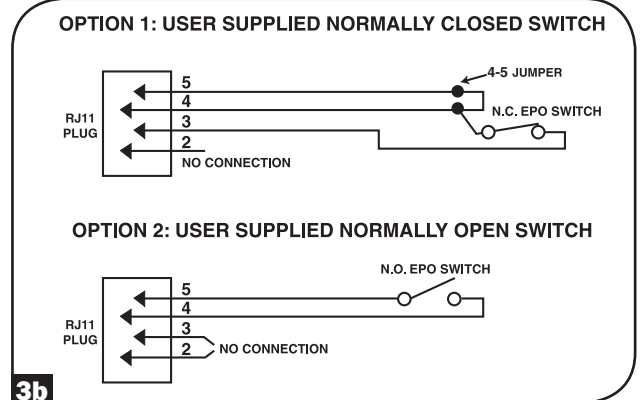 OPTION 1: USER SUPPLIED NORMALLY CLOSED SWITCH
4-5 JUMPER
5
4
N.C. EPO SWITCH
RJ11
PLUG
3
2
NO CONNECTION
OPTION 2: USER SUPPLIED NORMALLY OPEN SWITCH
N.O. EPO SWITCH
5
4
RJ11
PLUG
3
2
NO CONNECTION
3b